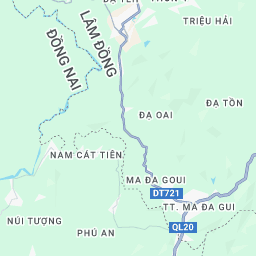 TRIỆU HẢI
ĐỒNG NAI
LÂM ĐỒNG
ĐẠ TỒN
ĐẠ OAI
NAM CÁT TIÊN
MA ĐA GOUI
DT721
TT. MA ĐA GUI
NÚI TƯỢNG
QL20
PHÚ AN